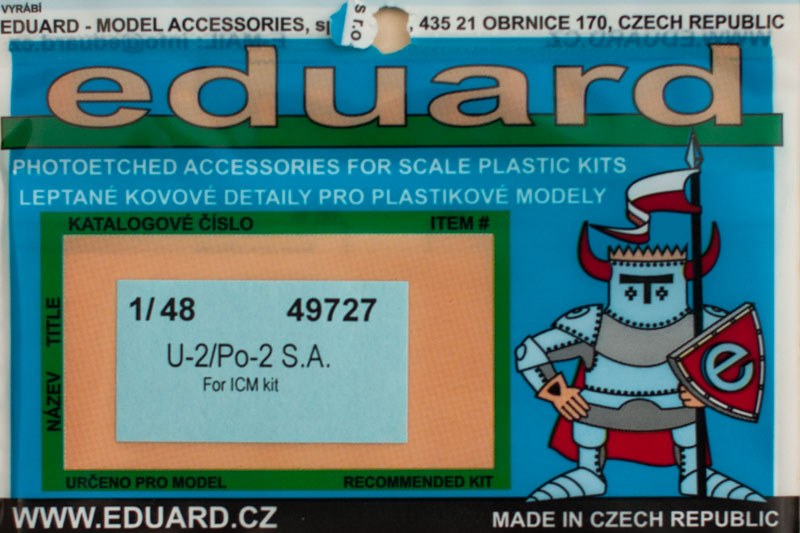 VYRÁBÍ
EDUARD - MODEL ACCESSORIES, s r.o , 435 21 OBRNICE 170, CZECH REPUBLIC
eduard
PHOTOETCHED ACCESSORIES FOR SCALE PLASTIC KITS
LEPTANÉ KOVOVÉ DETAILY PRO PLASTIKOVÉ MODELY
KATALOGOVÉ ČÍSLO ITEM #
NÁZEV TITLE
1/48 49727
U-2/Po-2 S.A.
For ICM kit
e
URČENO PRO MODEL RECOMMENDED KIT
WWW.EDUARD.CZ MADE IN CZECH REPUBLIC